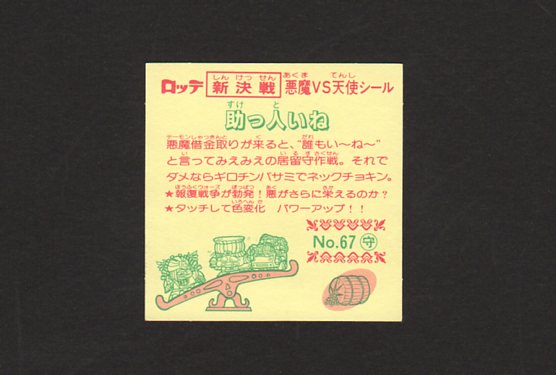 ロッテ 新決戦 悪魔VS天使シール
助っ人いね
悪魔借金取りが来ると、“誰もい〜ね〜”
と言ってみえみえの居留守作戦。それで
ダメならギロチンバサミでネックチョキン。
★報復戦争が勃発！悪がさらに栄えるのか？
★タッチして色変化 パワーアップ！！
No.67 守